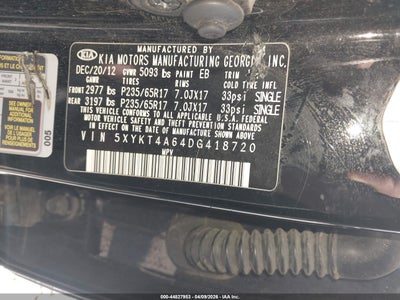 MANUFACTURED BY
KIA KIA MOTORS MANUFACTURING GEORGIA, INC.
DEC/20/12 GVWR 5093 lbs PAINT EB TRIM
GAWR TIRES RIMS COLD TIRE INFL
FRONT 2977 lbs P235/65R17 7.0JX17 33psi SINGLE
REAR 3197 lbs P235/65R17 7.0JX17 33psi SINGLE
THIS VEHICLE CONFORMS TO ALL APPLICABLE U.S.A. FEDERAL
MOTOR VEHICLE SAFETY, BUMPER, AND THEFT PREVENTION
STANDARDS IN EFFECT ON THE DATE OF MANUFACTURE SHOWN ABOVE.
VIN 5XYKT4A64DG418720
MPV
005
000-44827953 - 04/09/2026 - IAA